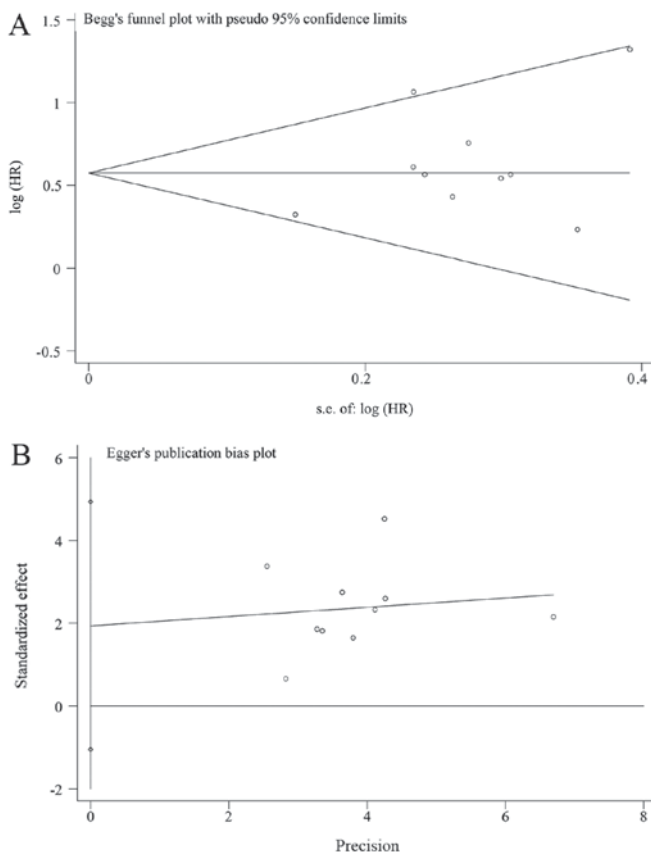 A
Begg's funnel plot with pseudo 95% confidence limits
1.5
1
0.5
0
-0.5
log (HR)
0
0.2
0.4
s.e. of: log (HR)
B
Egger's publication bias plot
6
4
2
0
-2
Standardized effect
0
2
4
6
8
Precision